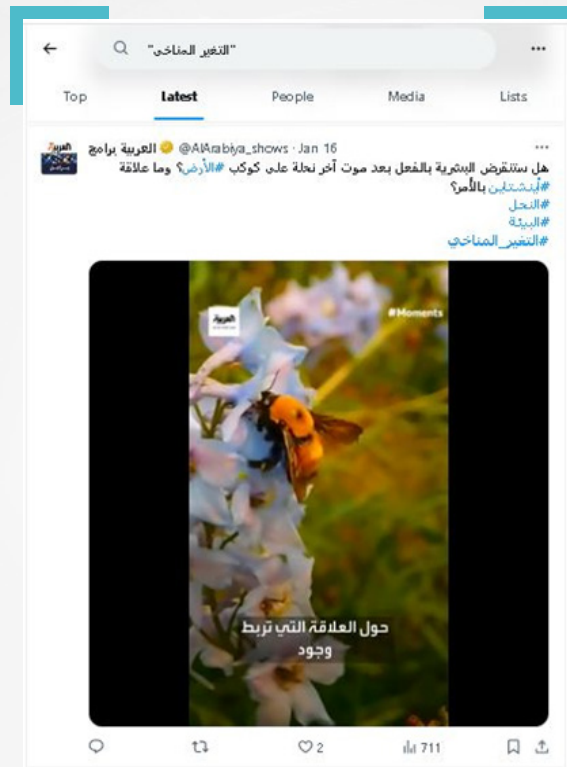 "التغير المناخي"
Top Latest People Media Lists
العربية برامج @AlArabiya_shows · Jan 16
هل ستنقرض البشرية بالفعل بعد موت آخر نحلة على كوكب #الأرض؟ وما علاقة
#أينشتاين بالأمر؟
#النحل
#البيئة
#التغير_المناخي
العربية
#Moments
حول العلاقة التي تربط
وجود
2 711